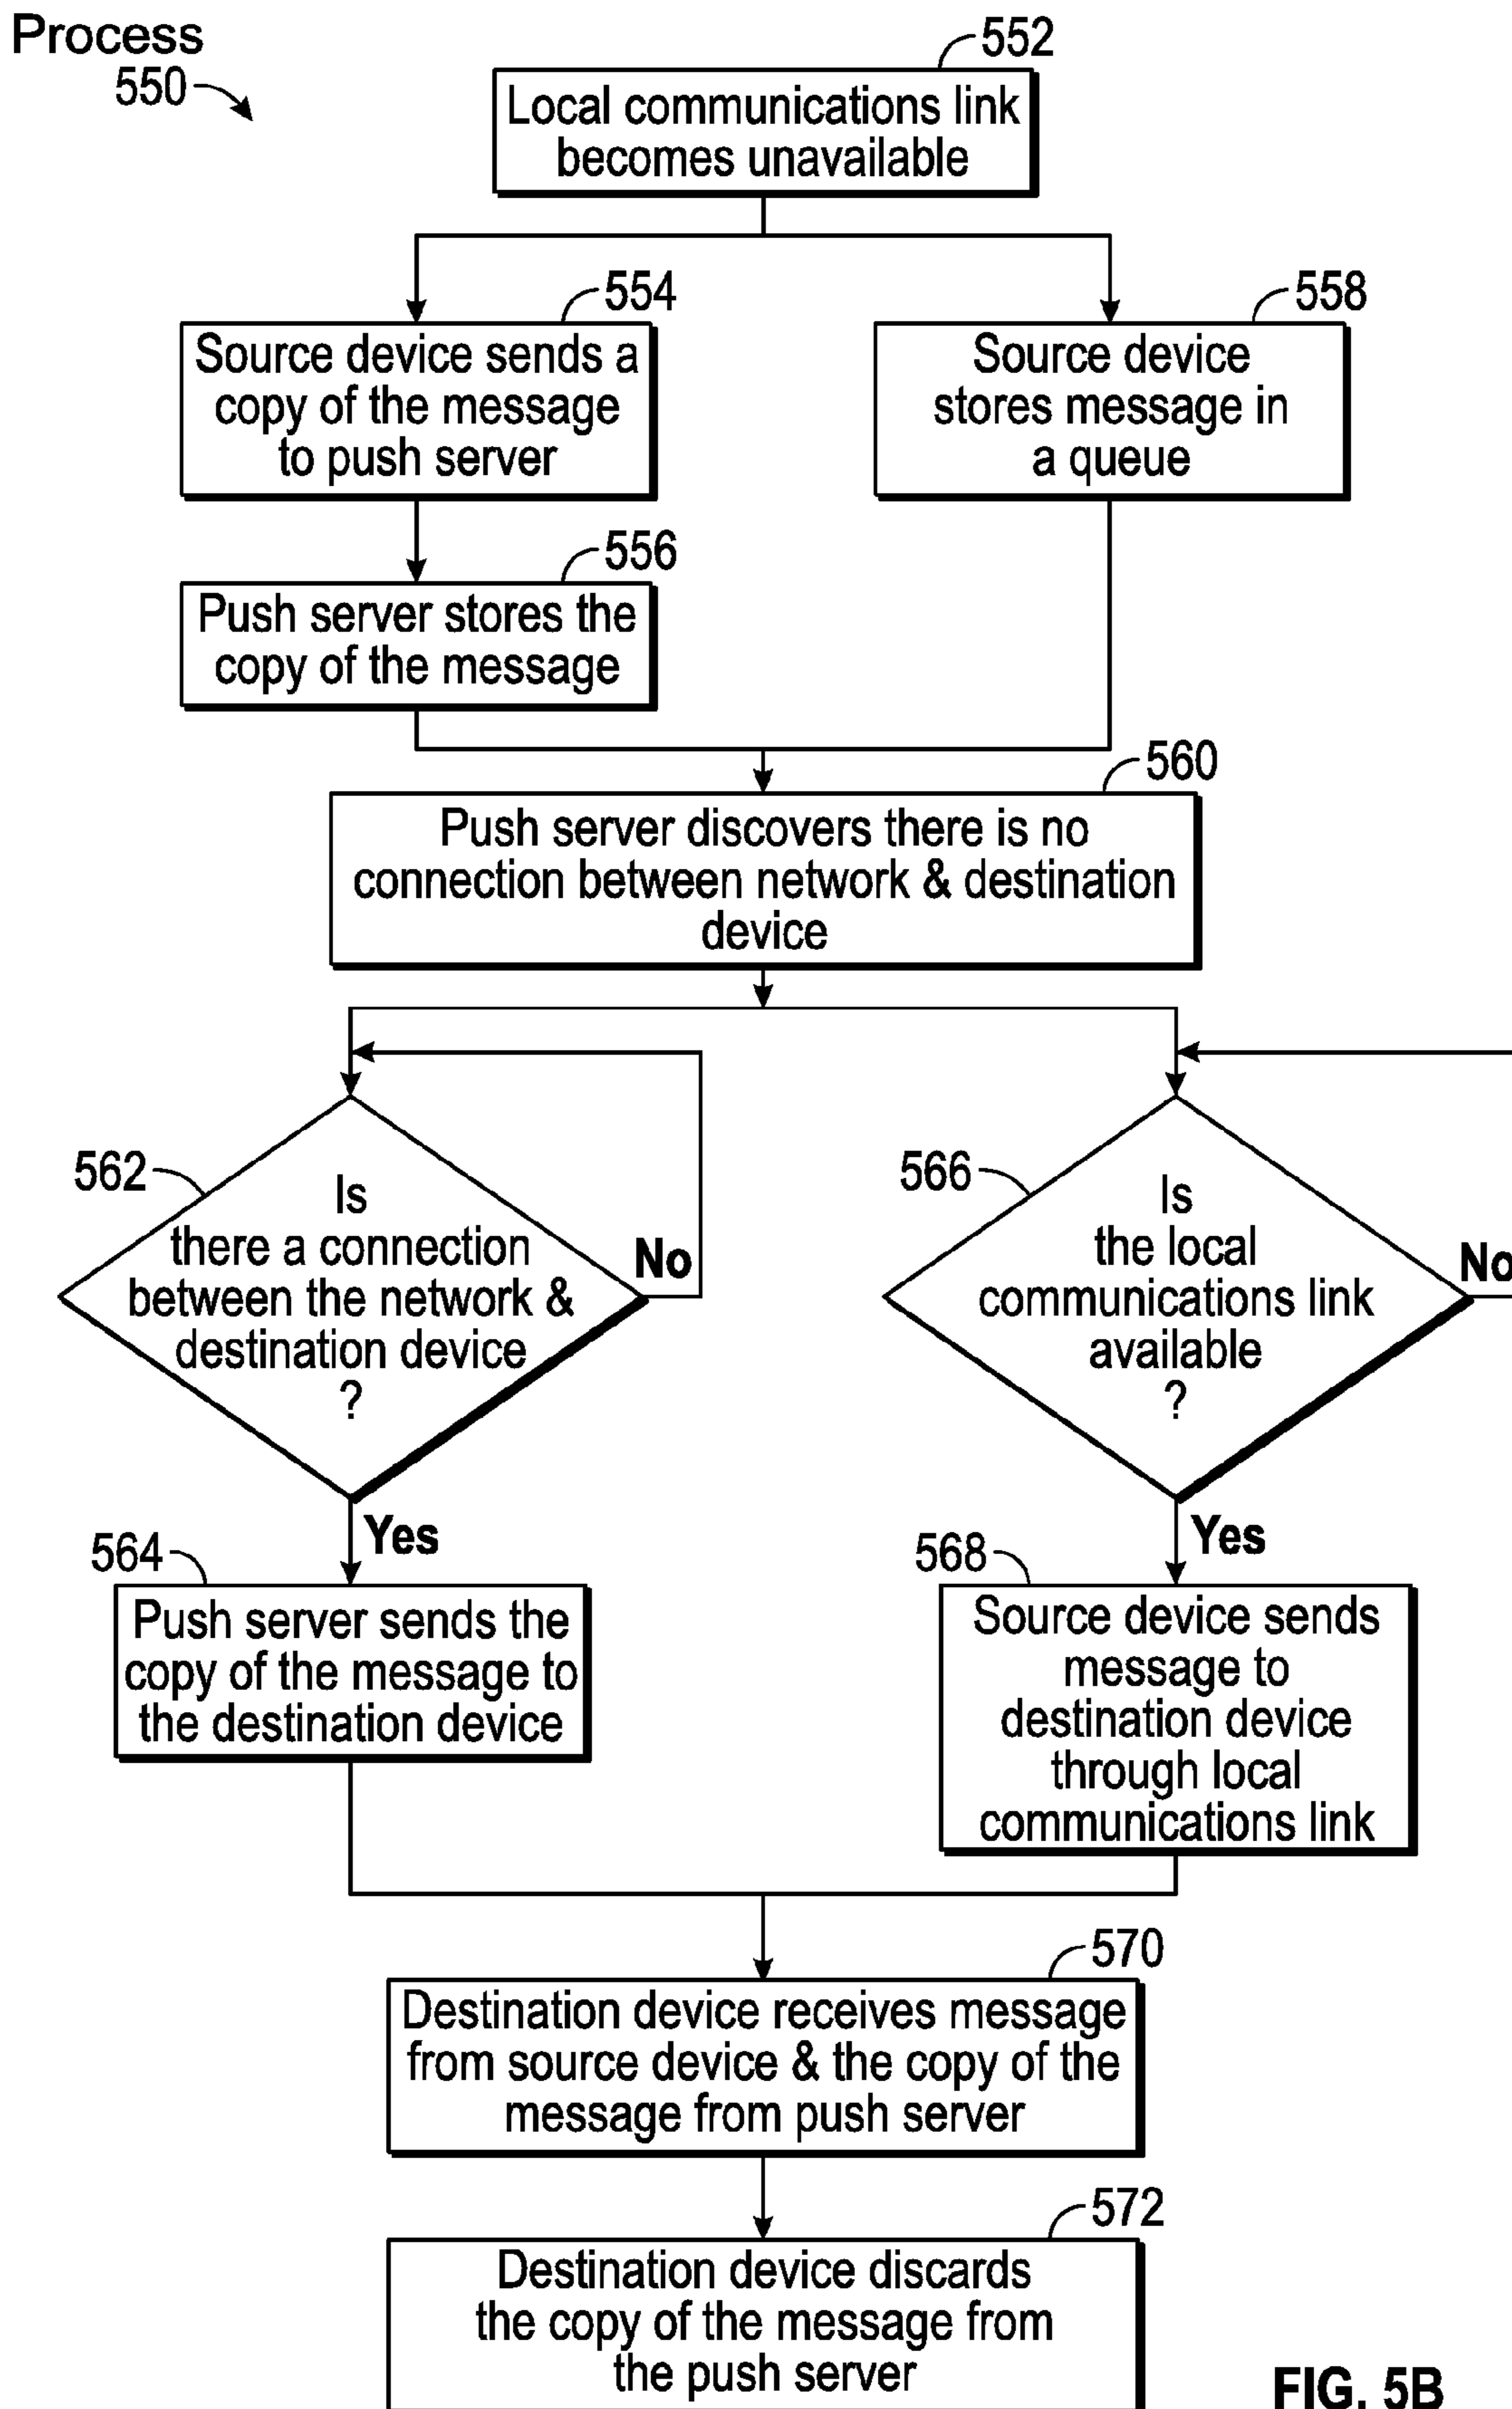 Process
550
552
Local communications link
becomes unavailable
554
Source device sends a
copy of the message
to push server
558
Source device
stores message in
a queue
556
Push server stores the
copy of the message
560
Push server discovers there is no
connection between network & destination
device
562
Is
there a connection
between the network &
destination device
?
No
566
Is
the local
communications link
available
?
No
Yes
564
Push server sends the
copy of the message to
the destination device
Yes
568
Source device sends
message to
destination device
through local
communications link
570
Destination device receives message
from source device & the copy of the
message from push server
572
Destination device discards
the copy of the message from
the push server
FIG. 5B